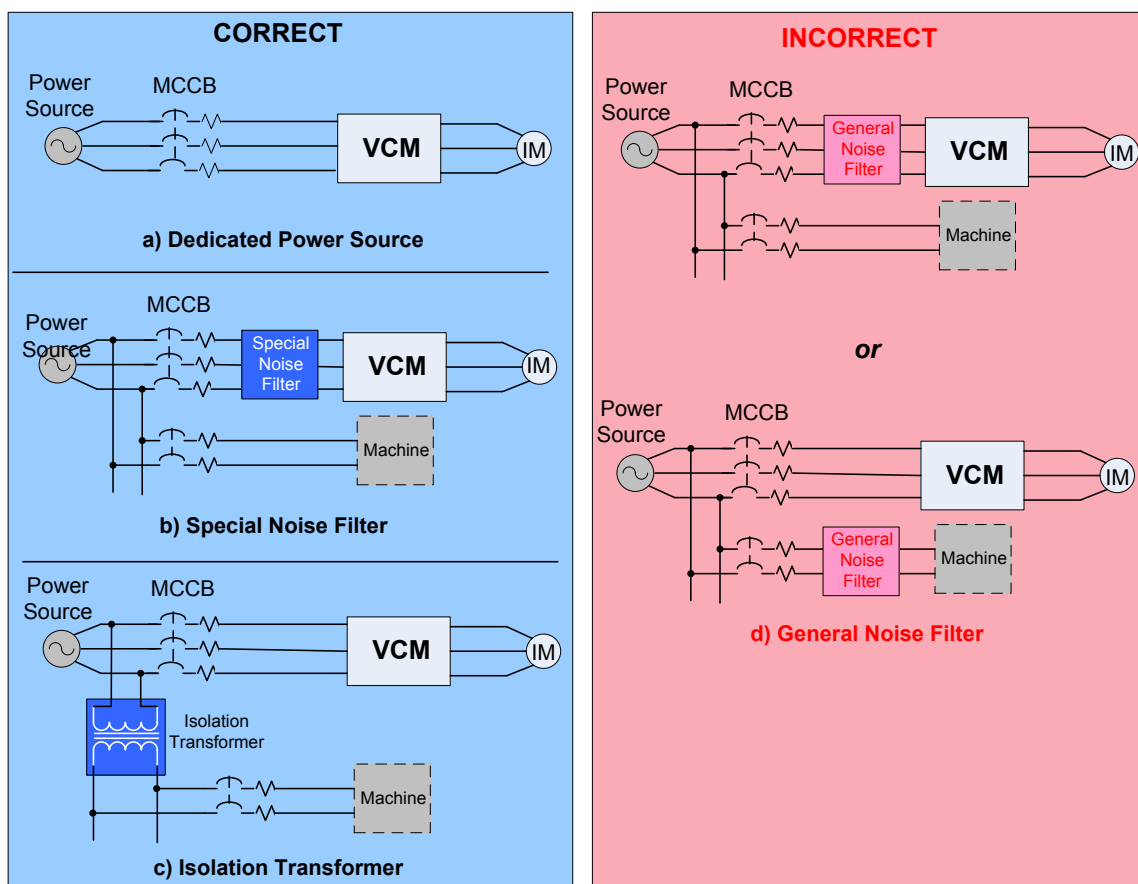 CORRECT
Power
Source
MCCB
VCM
IM
a) Dedicated Power Source
MCCB
Power
Source
Special
Noise
Filter
VCM
IM
Machine
b) Special Noise Filter
Power
Source
MCCB
VCM
IM
Isolation
Transformer
Machine
c) Isolation Transformer
INCORRECT
Power
Source
MCCB
General
Noise
Filter
VCM
IM
Machine
or
Power
Source
MCCB
VCM
IM
General
Noise
Filter
Machine
d) General Noise Filter